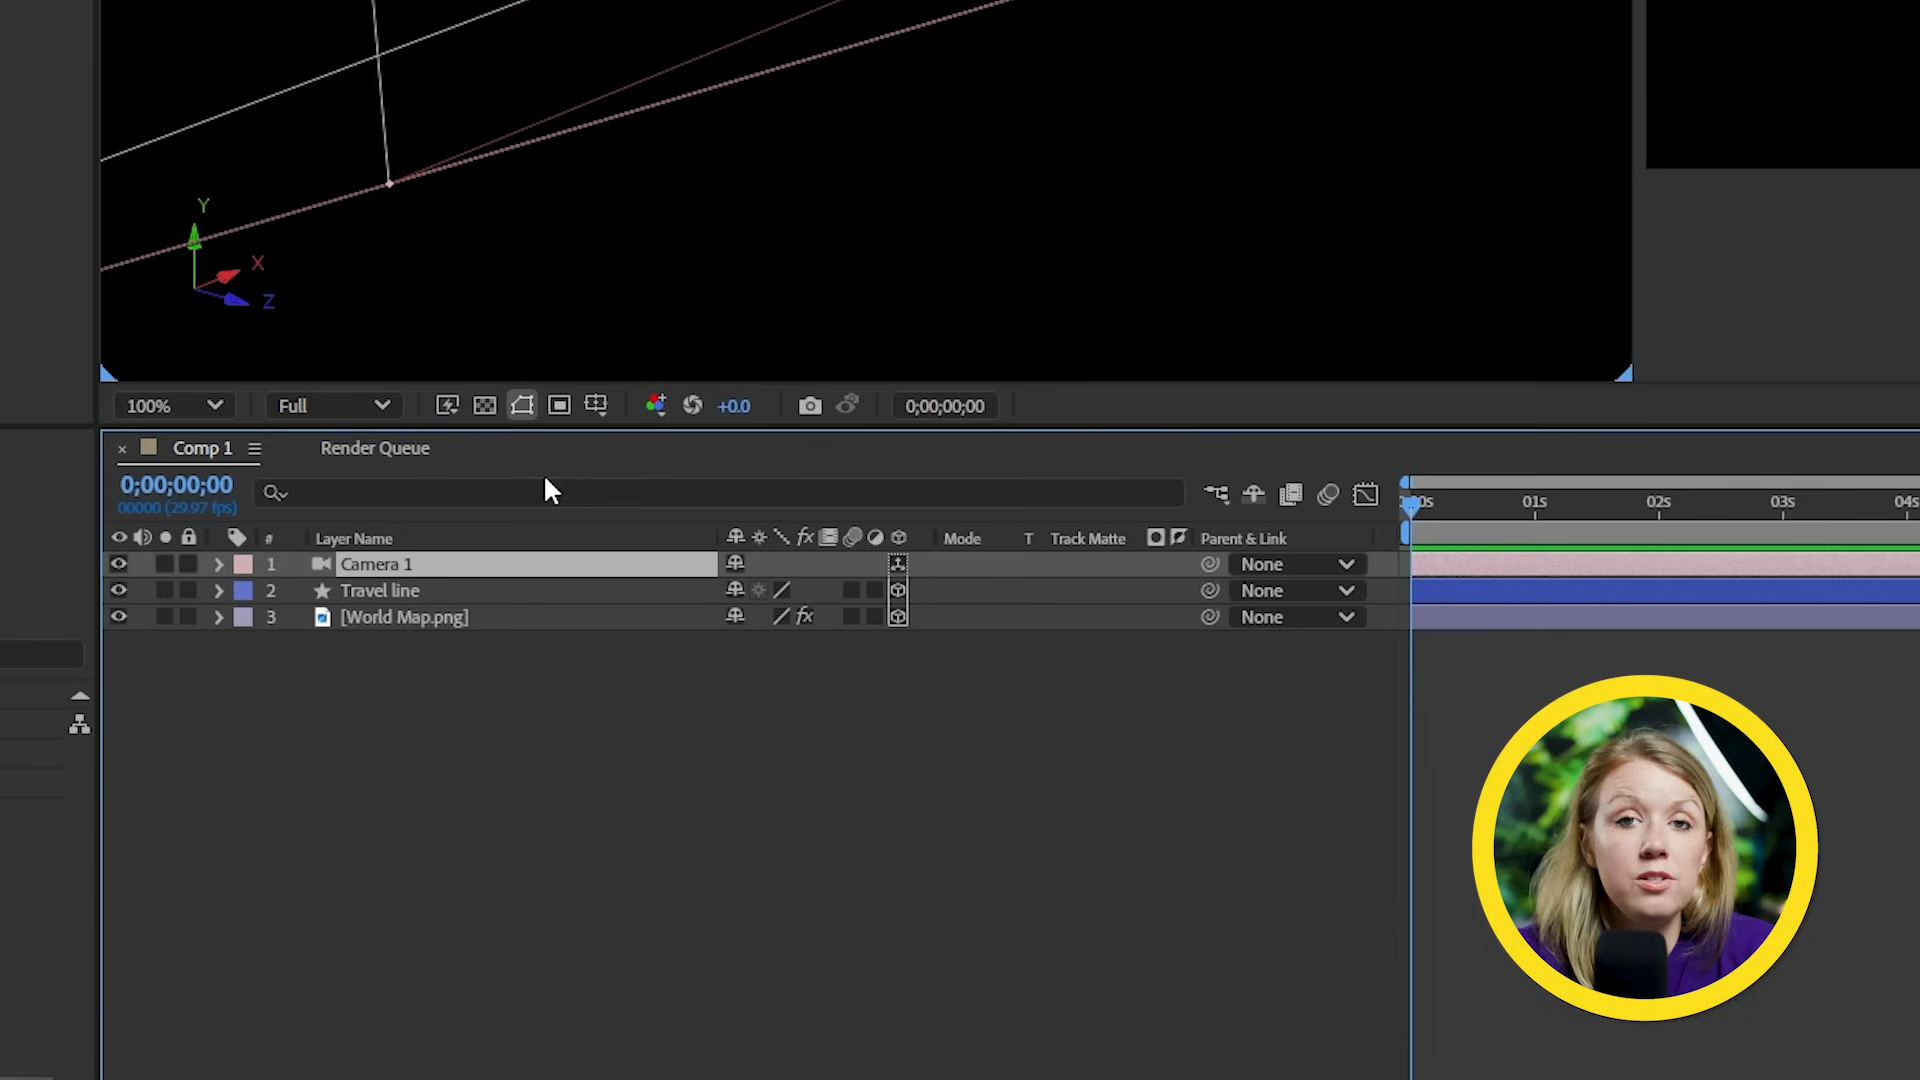 Y
X
Z
100% Full +0.0 0;00;00;00
Comp 1 Render Queue
0;00;00;00
00000 (29.97 fps)
0s 01s 02s 03s 04s
# Layer Name fx Mode T Track Matte Parent & Link
1 Camera 1 None
2 Travel line None
3 [World Map.png] fx None